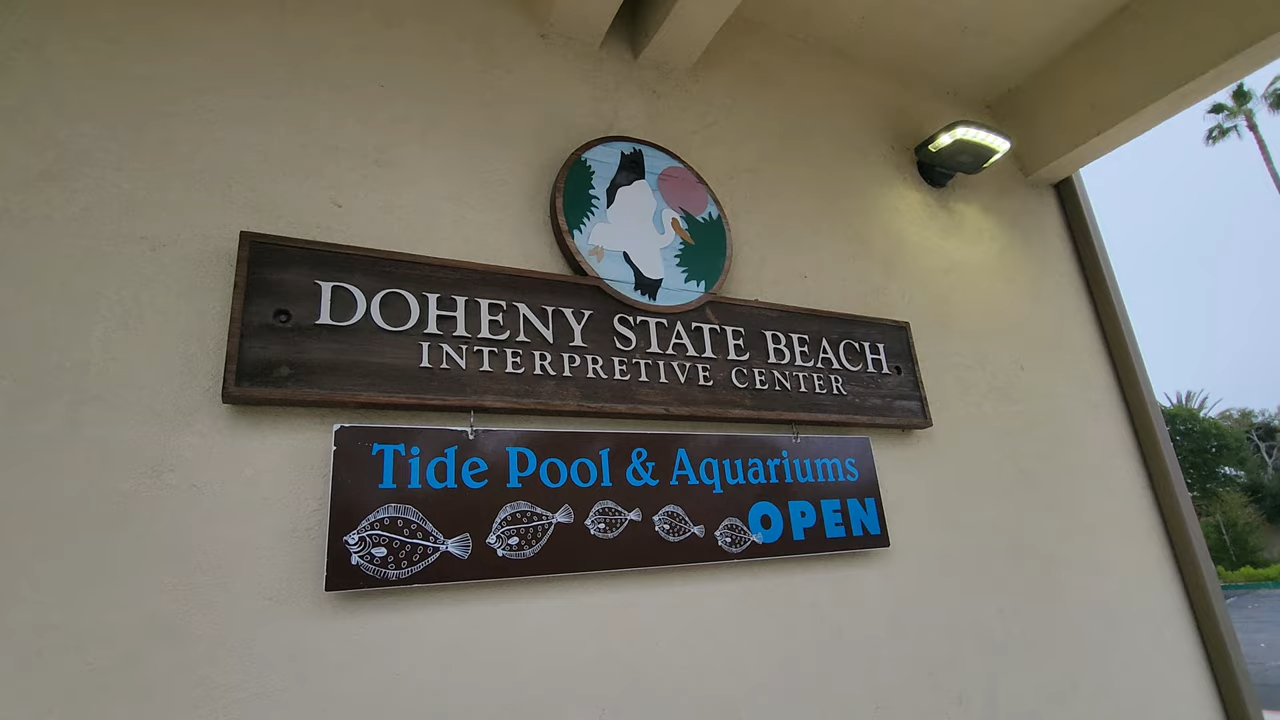 DOHENY STATE BEACH
INTERPRETIVE CENTER
Tide Pool & Aquariums
OPEN